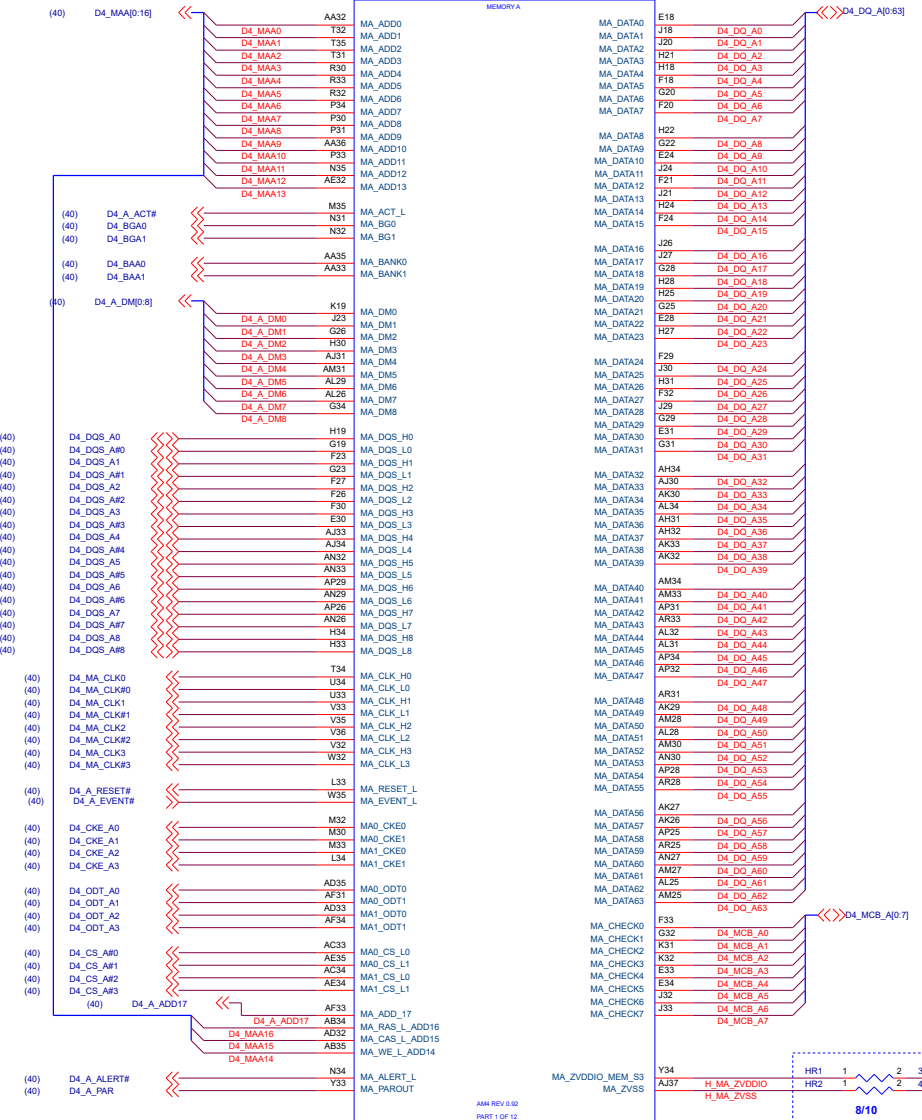 MEMORY A
(40) D4_MAA[0:16]
D4_MAA0 AA32 MA_ADD0
D4_MAA1 T32 MA_ADD1
D4_MAA2 T35 MA_ADD2
D4_MAA3 T31 MA_ADD3
D4_MAA4 R30 MA_ADD4
D4_MAA5 R33 MA_ADD5
D4_MAA6 R32 MA_ADD6
D4_MAA7 P34 MA_ADD7
D4_MAA8 P30 MA_ADD8
D4_MAA9 P31 MA_ADD9
D4_MAA10 AA36 MA_ADD10
D4_MAA11 P33 MA_ADD11
D4_MAA12 N35 MA_ADD12
D4_MAA13 AE32 MA_ADD13
(40) D4_A_ACT# M35 MA_ACT_L
(40) D4_BGA0 N31 MA_BG0
(40) D4_BGA1 N32 MA_BG1
(40) D4_BAA0 AA35 MA_BANK0
(40) D4_BAA1 AA33 MA_BANK1
(40) D4_A_DM[0:8]
D4_A_DM0 K19 MA_DM0
D4_A_DM1 J23 MA_DM1
D4_A_DM2 G26 MA_DM2
D4_A_DM3 H30 MA_DM3
D4_A_DM4 AJ31 MA_DM4
D4_A_DM5 AM31 MA_DM5
D4_A_DM6 AL29 MA_DM6
D4_A_DM7 AL26 MA_DM7
D4_A_DM8 G34 MA_DM8
(40) D4_DQS_A0 H19 MA_DQS_H0
(40) D4_DQS_A#0 G19 MA_DQS_L0
(40) D4_DQS_A1 F23 MA_DQS_H1
(40) D4_DQS_A#1 G23 MA_DQS_L1
(40) D4_DQS_A2 F27 MA_DQS_H2
(40) D4_DQS_A#2 F26 MA_DQS_L2
(40) D4_DQS_A3 F30 MA_DQS_H3
(40) D4_DQS_A#3 E30 MA_DQS_L3
(40) D4_DQS_A4 AJ33 MA_DQS_H4
(40) D4_DQS_A#4 AJ34 MA_DQS_L4
(40) D4_DQS_A5 AN32 MA_DQS_H5
(40) D4_DQS_A#5 AN33 MA_DQS_L5
(40) D4_DQS_A6 AP29 MA_DQS_H6
(40) D4_DQS_A#6 AN29 MA_DQS_L6
(40) D4_DQS_A7 AP26 MA_DQS_H7
(40) D4_DQS_A#7 AN26 MA_DQS_L7
(40) D4_DQS_A8 H34 MA_DQS_H8
(40) D4_DQS_A#8 H33 MA_DQS_L8
(40) D4_MA_CLK0 T34 MA_CLK_H0
(40) D4_MA_CLK#0 U34 MA_CLK_L0
(40) D4_MA_CLK1 U33 MA_CLK_H1
(40) D4_MA_CLK#1 V33 MA_CLK_L1
(40) D4_MA_CLK2 V35 MA_CLK_H2
(40) D4_MA_CLK#2 V36 MA_CLK_L2
(40) D4_MA_CLK3 V32 MA_CLK_H3
(40) D4_MA_CLK#3 W32 MA_CLK_L3
(40) D4_A_RESET# L33 MA_RESET_L
(40) D4_A_EVENT# W35 MA_EVENT_L
(40) D4_CKE_A0 M32 MA0_CKE0
(40) D4_CKE_A1 M30 MA0_CKE1
(40) D4_CKE_A2 M33 MA1_CKE0
(40) D4_CKE_A3 L34 MA1_CKE1
(40) D4_ODT_A0 AD35 MA0_ODT0
(40) D4_ODT_A1 AF31 MA0_ODT1
(40) D4_ODT_A2 AD33 MA1_ODT0
(40) D4_ODT_A3 AF34 MA1_ODT1
(40) D4_CS_A#0 AC33 MA0_CS_L0
(40) D4_CS_A#1 AE35 MA0_CS_L1
(40) D4_CS_A#2 AC34 MA1_CS_L0
(40) D4_CS_A#3 AE34 MA1_CS_L1
(40) D4_A_ADD17
D4_A_ADD17 AF33 MA_ADD_17
D4_MAA16 AB34 MA_RAS_L_ADD16
D4_MAA15 AD32 MA_CAS_L_ADD15
D4_MAA14 AB35 MA_WE_L_ADD14
(40) D4_A_ALERT# N34 MA_ALERT_L
(40) D4_A_PAR Y33 MA_PAROUT
D4_DQ_A[0:63]
MA_DATA0 E18 D4_DQ_A0
MA_DATA1 J18 D4_DQ_A1
MA_DATA2 J20 D4_DQ_A2
MA_DATA3 H21 D4_DQ_A3
MA_DATA4 H18 D4_DQ_A4
MA_DATA5 F18 D4_DQ_A5
MA_DATA6 G20 D4_DQ_A6
MA_DATA7 F20 D4_DQ_A7
MA_DATA8 H22 D4_DQ_A8
MA_DATA9 G22 D4_DQ_A9
MA_DATA10 E24 D4_DQ_A10
MA_DATA11 J24 D4_DQ_A11
MA_DATA12 F21 D4_DQ_A12
MA_DATA13 J21 D4_DQ_A13
MA_DATA14 H24 D4_DQ_A14
MA_DATA15 F24 D4_DQ_A15
MA_DATA16 J26 D4_DQ_A16
MA_DATA17 J27 D4_DQ_A17
MA_DATA18 G28 D4_DQ_A18
MA_DATA19 H28 D4_DQ_A19
MA_DATA20 H25 D4_DQ_A20
MA_DATA21 G25 D4_DQ_A21
MA_DATA22 E28 D4_DQ_A22
MA_DATA23 H27 D4_DQ_A23
MA_DATA24 F29 D4_DQ_A24
MA_DATA25 J30 D4_DQ_A25
MA_DATA26 H31 D4_DQ_A26
MA_DATA27 F32 D4_DQ_A27
MA_DATA28 J29 D4_DQ_A28
MA_DATA29 G29 D4_DQ_A29
MA_DATA30 E31 D4_DQ_A30
MA_DATA31 G31 D4_DQ_A31
MA_DATA32 AH34 D4_DQ_A32
MA_DATA33 AJ30 D4_DQ_A33
MA_DATA34 AK30 D4_DQ_A34
MA_DATA35 AL34 D4_DQ_A35
MA_DATA36 AH31 D4_DQ_A36
MA_DATA37 AH32 D4_DQ_A37
MA_DATA38 AK33 D4_DQ_A38
MA_DATA39 AK32 D4_DQ_A39
MA_DATA40 AM34 D4_DQ_A40
MA_DATA41 AM33 D4_DQ_A41
MA_DATA42 AP31 D4_DQ_A42
MA_DATA43 AR33 D4_DQ_A43
MA_DATA44 AL32 D4_DQ_A44
MA_DATA45 AL31 D4_DQ_A45
MA_DATA46 AP34 D4_DQ_A46
MA_DATA47 AP32 D4_DQ_A47
MA_DATA48 AR31 D4_DQ_A48
MA_DATA49 AK29 D4_DQ_A49
MA_DATA50 AM28 D4_DQ_A50
MA_DATA51 AL28 D4_DQ_A51
MA_DATA52 AM30 D4_DQ_A52
MA_DATA53 AN30 D4_DQ_A53
MA_DATA54 AP28 D4_DQ_A54
MA_DATA55 AR28 D4_DQ_A55
MA_DATA56 AK27 D4_DQ_A56
MA_DATA57 AK26 D4_DQ_A57
MA_DATA58 AP25 D4_DQ_A58
MA_DATA59 AR25 D4_DQ_A59
MA_DATA60 AN27 D4_DQ_A60
MA_DATA61 AM27 D4_DQ_A61
MA_DATA62 AL25 D4_DQ_A62
MA_DATA63 AM25 D4_DQ_A63
D4_MCB_A[0:7]
MA_CHECK0 F33 D4_MCB_A0
MA_CHECK1 G32 D4_MCB_A1
MA_CHECK2 K31 D4_MCB_A2
MA_CHECK3 K32 D4_MCB_A3
MA_CHECK4 E33 D4_MCB_A4
MA_CHECK5 E34 D4_MCB_A5
MA_CHECK6 J32 D4_MCB_A6
MA_CHECK7 J33 D4_MCB_A7
MA_ZVDDIO_MEM_S3 Y34 H_MA_ZVDDIO HR1 1 2 3
MA_ZVSS AJ37 H_MA_ZVSS HR2 1 2 4
8/10
AM4 REV 0.92
PART 1 OF 12